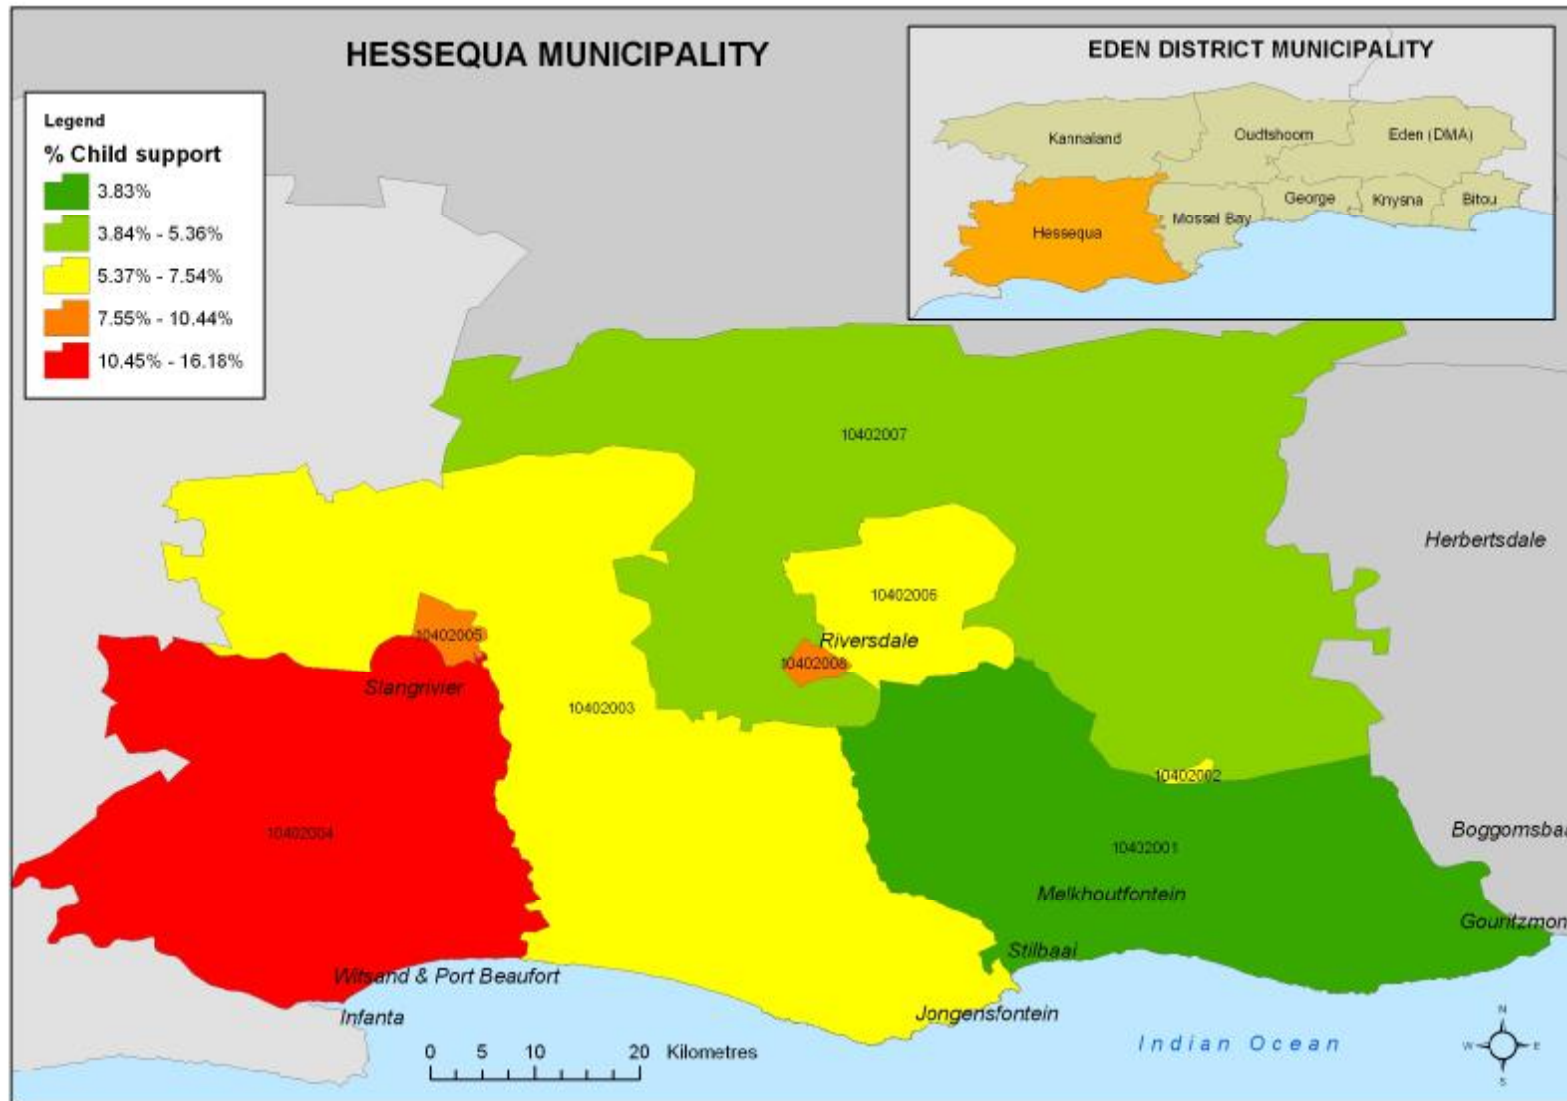 HESSEQUA MUNICIPALITY
EDEN DISTRICT MUNICIPALITY
Kannaland
Oudtshoorn
Eden (DMA)
Hessequa
Mossel Bay
George
Knysna
Bitou
Legend
% Child support
3.83%
3.84% - 5.36%
5.37% - 7.54%
7.55% - 10.44%
10.45% - 16.18%
10402007
Herbertsdale
10402006
10402005
Riversdale
10402008
Slangrivier
10402003
10402002
10402004
Boggomsbaa
10402001
Melkhoutfontein
Gouritzmon
Stilbaai
Witsand & Port Beaufort
Infanta
Jongensfontein
Indian Ocean
0 5 10 20 Kilometres
N
W E
S